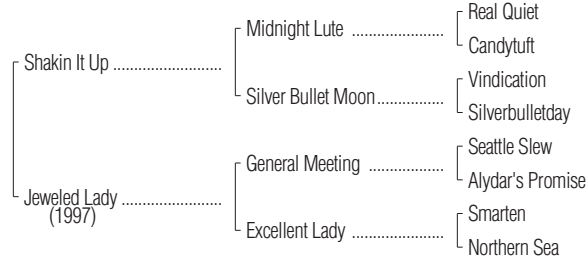 Real Quiet
Midnight Lute ....................
Candytuft
Shakin It Up .......................
Vindication
Silver Bullet Moon..............
Silverbulletday
Seattle Slew
General Meeting ................
Alydar's Promise
Jeweled Lady .....................
(1997)
Smarten
Excellent Lady ...................
Northern Sea